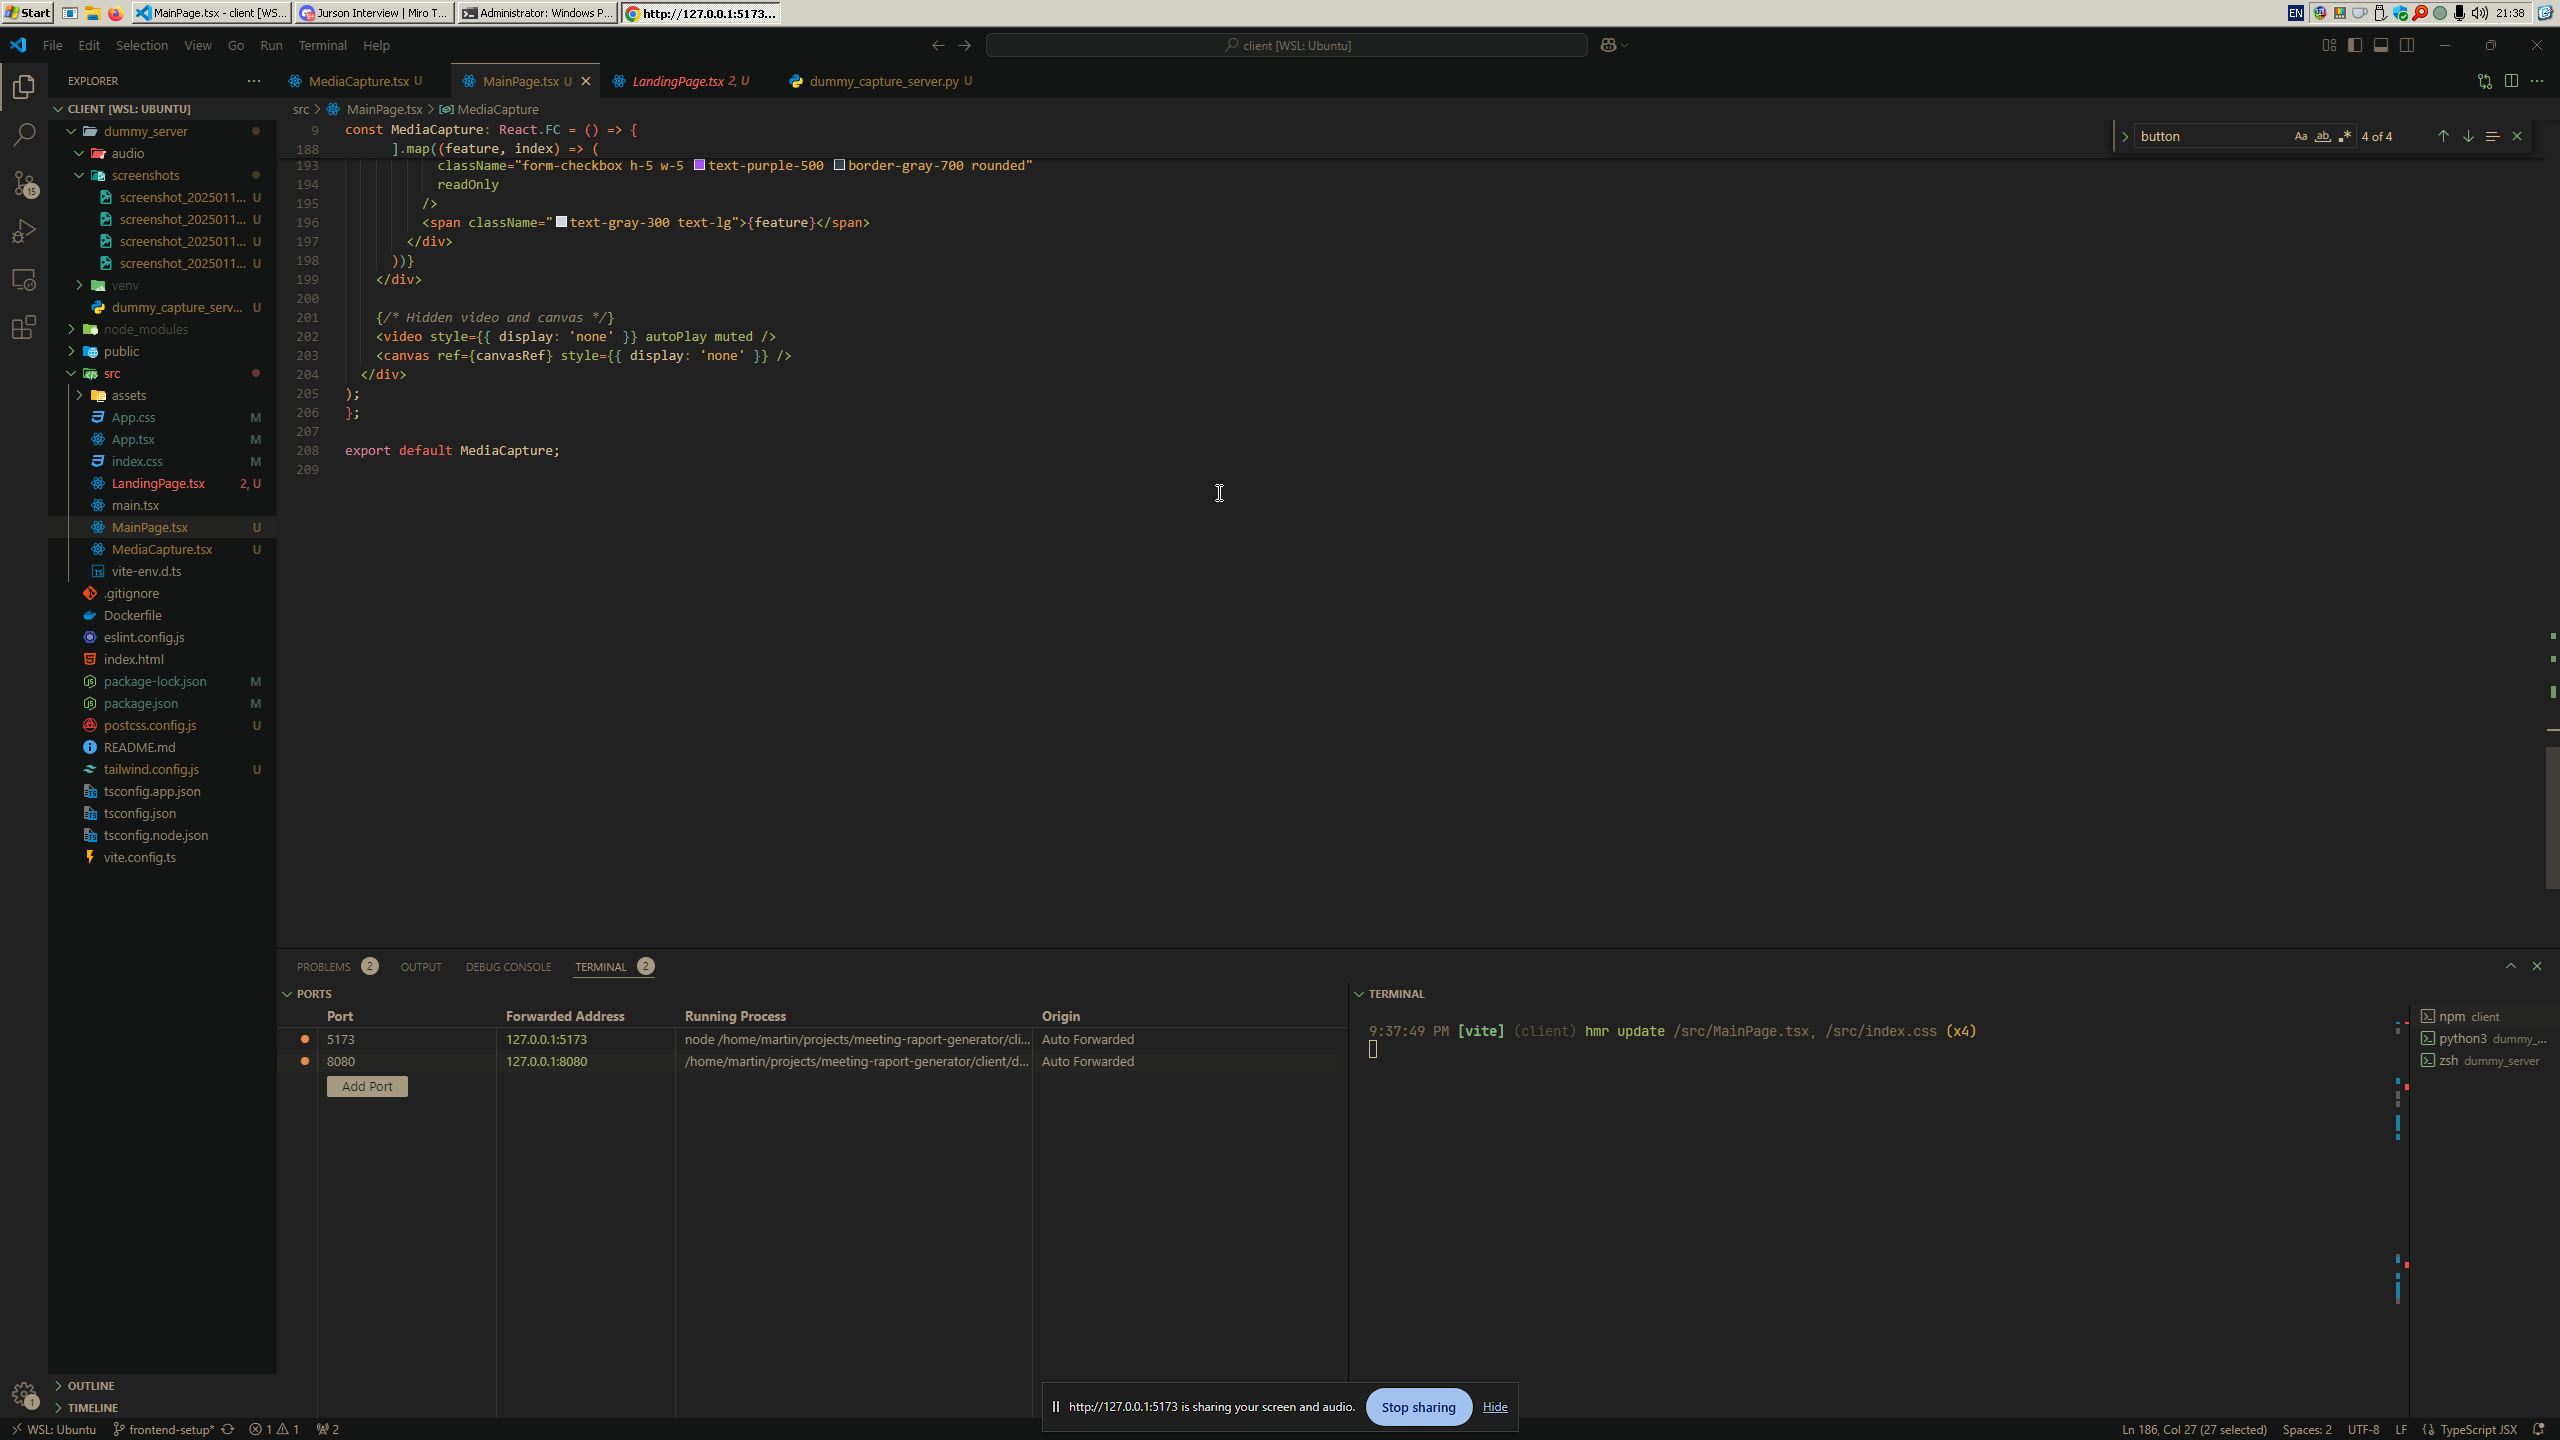 Start
MainPage.tsx - client [WS...
Jurson Interview | Miro T...
Administrator: Windows P...
http://127.0.0.1:5173...
EN
21:38
File Edit Selection View Go Run Terminal Help
client [WSL: Ubuntu]
EXPLORER
MediaCapture.tsx U
MainPage.tsx U
LandingPage.tsx 2, U
dummy_capture_server.py U
CLIENT [WSL: UBUNTU]
src > MainPage.tsx > MediaCapture
dummy_server
audio
screenshots
screenshot_202501​1... U
screenshot_202501​1... U
screenshot_202501​1... U
screenshot_202501​1... U
venv
dummy_capture_serv... U
node_modules
public
src
assets
App.css M
App.tsx M
index.css M
LandingPage.tsx 2, U
main.tsx
MainPage.tsx U
MediaCapture.tsx U
vite-env.d.ts
.gitignore
Dockerfile
eslint.config.js
index.html
package-lock.json M
package.json M
postcss.config.js U
README.md
tailwind.config.js U
tsconfig.app.json
tsconfig.json
tsconfig.node.json
vite.config.ts
OUTLINE
TIMELINE
15
1
9 const MediaCapture: React.FC = () => {
188 ].map((feature, index) => (
193 className="form-checkbox h-5 w-5 text-purple-500 border-gray-700 rounded"
194 readOnly
195 />
196 <span className="text-gray-300 text-lg">{feature}</span>
197 </div>
198 ))}
199 </div>
200
201 {/* Hidden video and canvas */}
202 <video style={{ display: 'none' }} autoPlay muted />
203 <canvas ref={canvasRef} style={{ display: 'none' }} />
204 </div>
205 );
206 };
207
208 export default MediaCapture;
209
button Aa ab .* 4 of 4
PROBLEMS 2 OUTPUT DEBUG CONSOLE TERMINAL 2
PORTS
Port Forwarded Address Running Process Origin
5173 127.0.0.1:5173 node /home/martin/projects/meeting-raport-generator/cli... Auto Forwarded
8080 127.0.0.1:8080 /home/martin/projects/meeting-raport-generator/client/d... Auto Forwarded
Add Port
TERMINAL
9:37:49 PM [vite] (client) hmr update /src/MainPage.tsx, /src/index.css (x4)
npm client
python3 dummy_...
zsh dummy_server
http://127.0.0.1:5173 is sharing your screen and audio. Stop sharing Hide
WSL: Ubuntu frontend-setup* 1 1 2
Ln 186, Col 27 (27 selected) Spaces: 2 UTF-8 LF TypeScript JSX